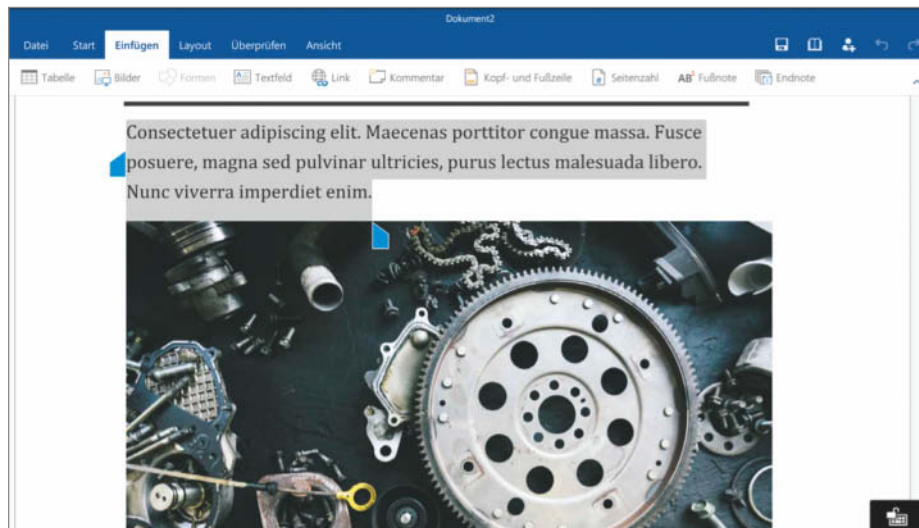 Dokument2
Datei Start Einfügen Layout Überprüfen Ansicht
Tabelle Bilder Formen Textfeld Link Kommentar Kopf- und Fußzeile Seitenzahl AB¹ Fußnote Endnote
Consectetuer adipiscing elit. Maecenas porttitor congue massa. Fusce
posuere, magna sed pulvinar ultricies, purus lectus malesuada libero.
Nunc viverra imperdiet enim.